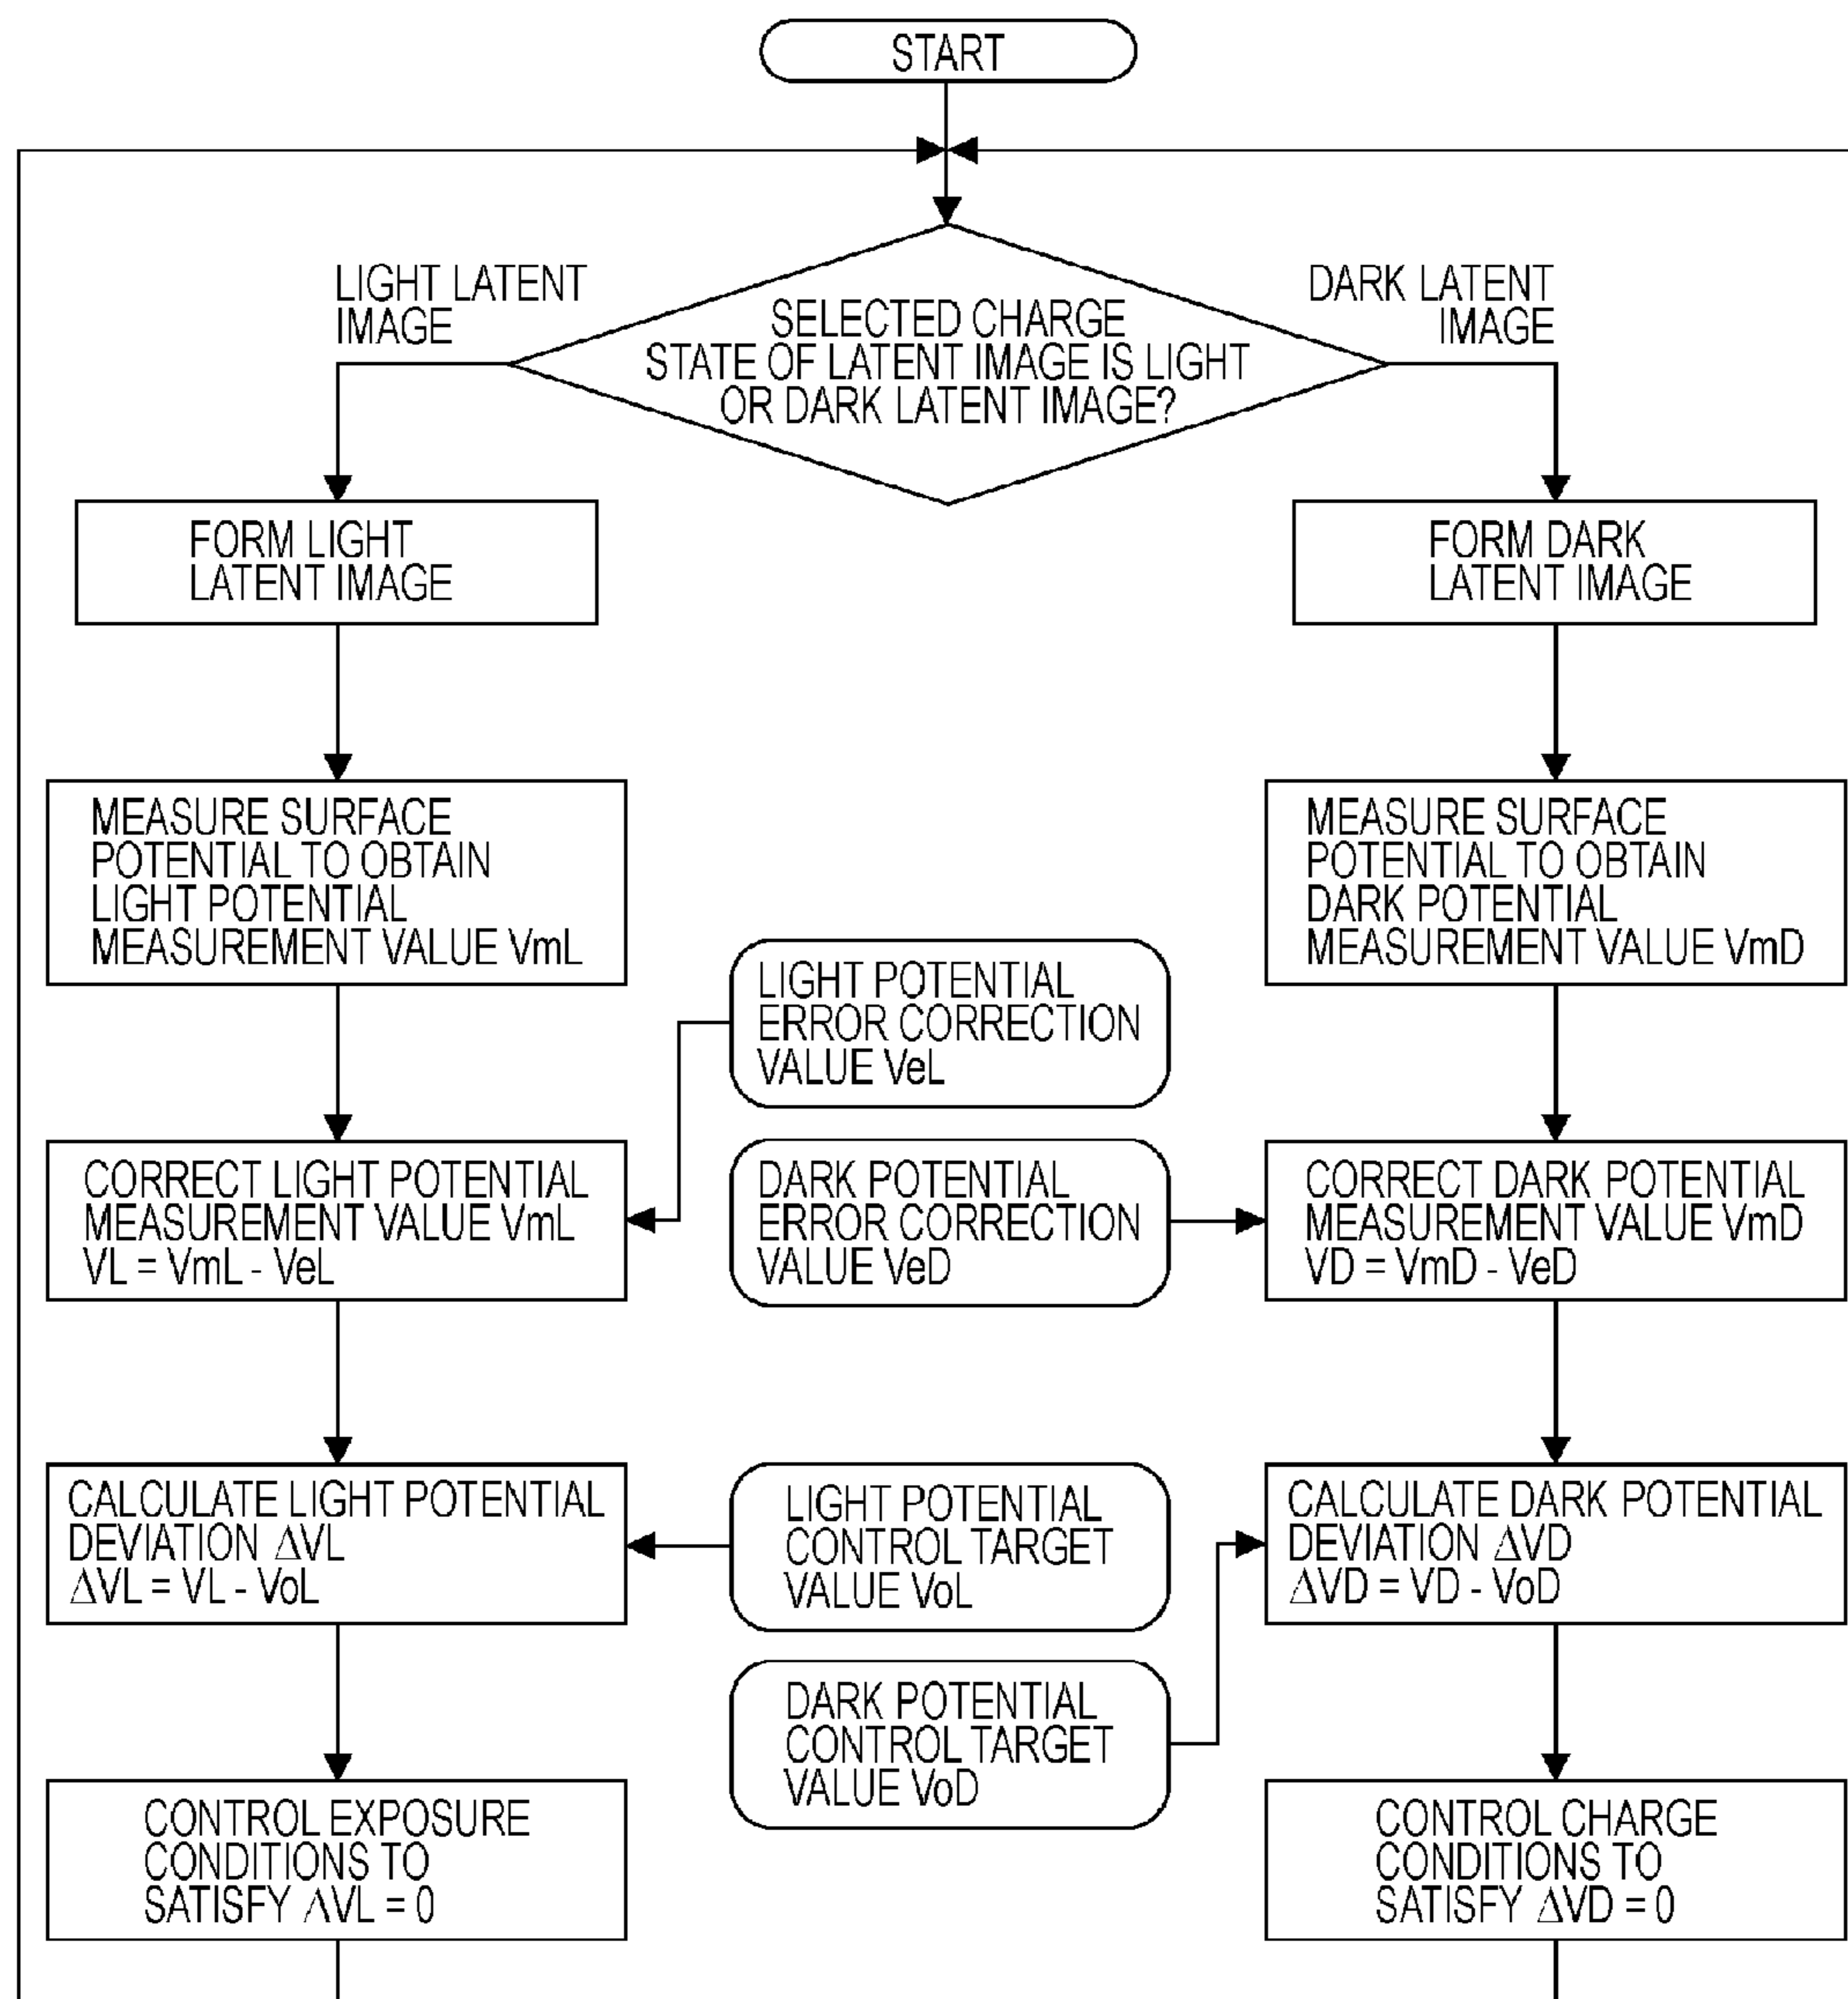 START
LIGHT LATENT
IMAGE
DARK LATENT
IMAGE
SELECTED CHARGE
STATE OF LATENT IMAGE IS LIGHT
OR DARK LATENT IMAGE?
FORM LIGHT
LATENT IMAGE
FORM DARK
LATENT IMAGE
MEASURE SURFACE
POTENTIAL TO OBTAIN
LIGHT POTENTIAL
MEASUREMENT VALUE VmL
MEASURE SURFACE
POTENTIAL TO OBTAIN
DARK POTENTIAL
MEASUREMENT VALUE VmD
LIGHT POTENTIAL
ERROR CORRECTION
VALUE VeL
CORRECT LIGHT POTENTIAL
MEASUREMENT VALUE VmL
VL = VmL - VeL
DARK POTENTIAL
ERROR CORRECTION
VALUE VeD
CORRECT DARK POTENTIAL
MEASUREMENT VALUE VmD
VD = VmD - VeD
CALCULATE LIGHT POTENTIAL
DEVIATION ΔVL
ΔVL = VL - VoL
LIGHT POTENTIAL
CONTROL TARGET
VALUE VoL
CALCULATE DARK POTENTIAL
DEVIATION ΔVD
ΔVD = VD - VoD
DARK POTENTIAL
CONTROL TARGET
VALUE VoD
CONTROL EXPOSURE
CONDITIONS TO
SATISFY ΔVL = 0
CONTROL CHARGE
CONDITIONS TO
SATISFY ΔVD = 0